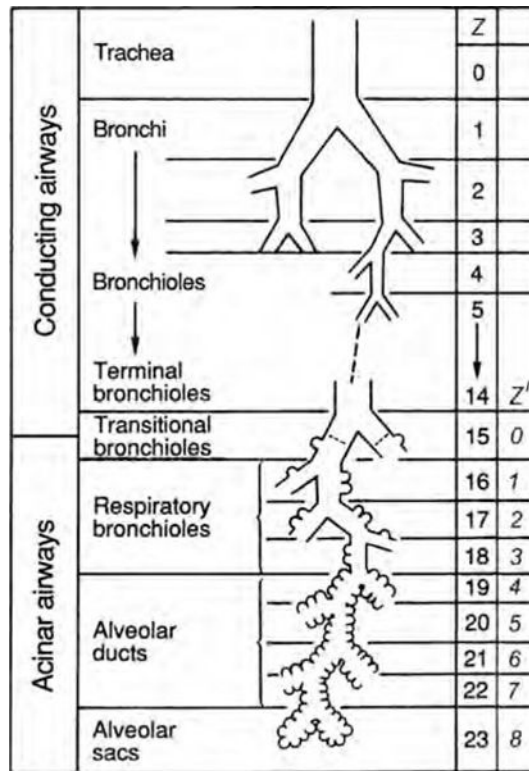 Conducting airways
Acinar airways
Z
Trachea
0
Bronchi
1
2
3
Bronchioles
4
5
Terminal
bronchioles
14 Z'
Transitional
bronchioles
15 0
16 1
Respiratory
bronchioles
17 2
18 3
19 4
Alveolar
ducts
20 5
21 6
22 7
Alveolar
sacs
23 8